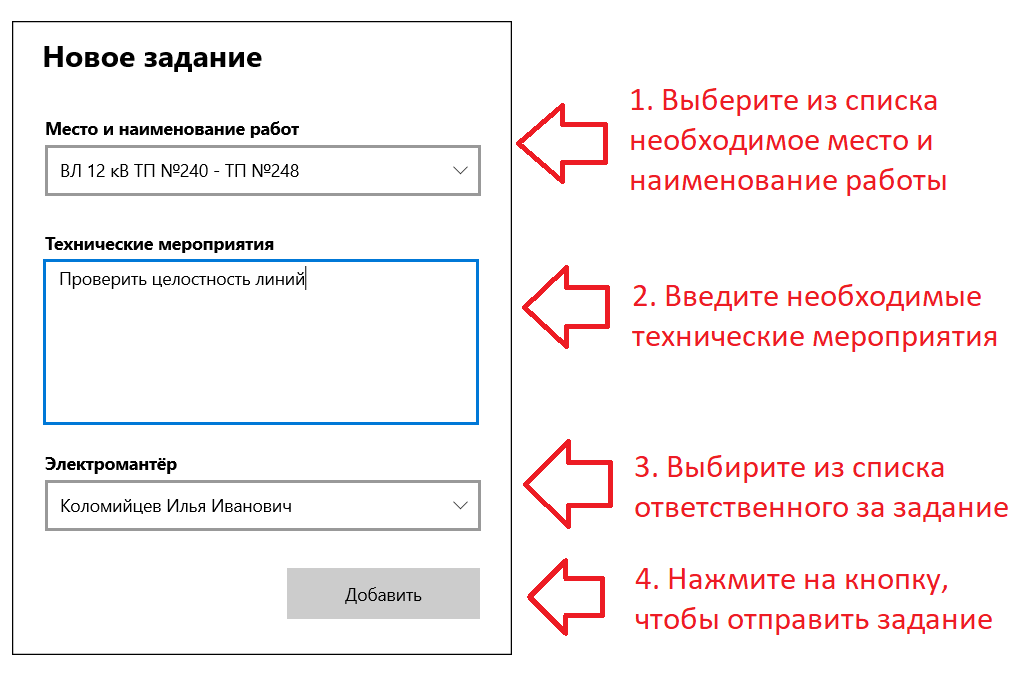 Новое задание
Место и наименование работ
ВЛ 12 кВ ТП №240 - ТП №248
Технические мероприятия
Проверить целостность линий
Электромантёр
Коломийцев Илья Иванович
Добавить
1. Выберите из списка
необходимое место и
наименование работы
2. Введите необходимые
технические мероприятия
3. Выбирите из списка
ответственного за задание
4. Нажмите на кнопку,
чтобы отправить задание